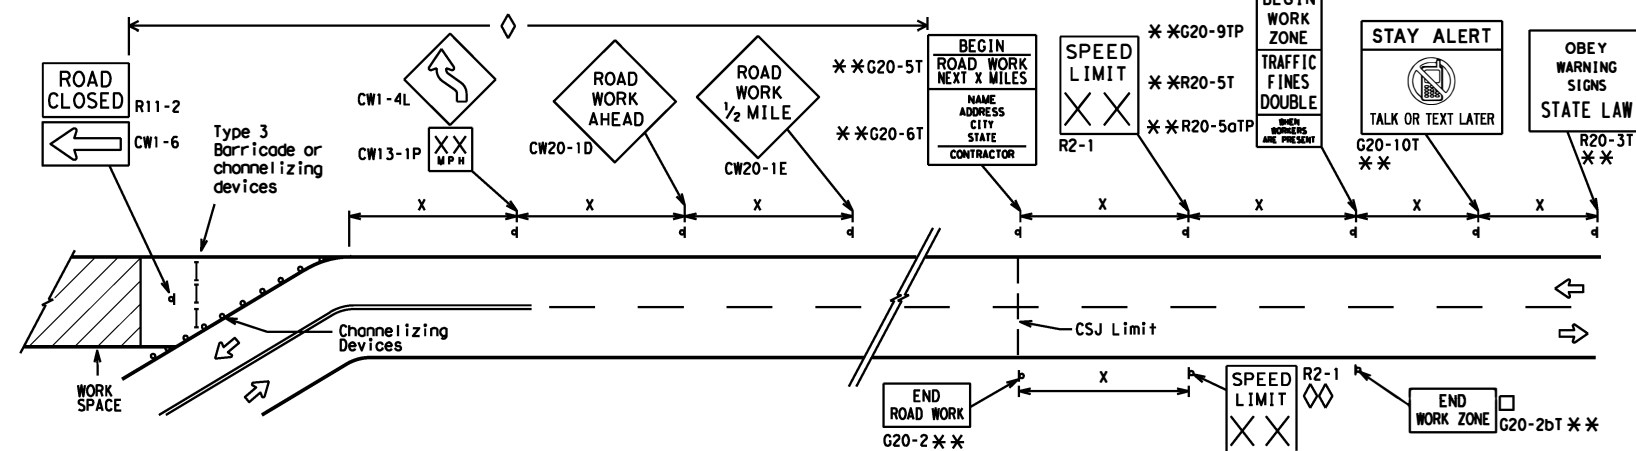 ROAD
CLOSED
R11-2
CW1-6
Type 3
Barricade or
channelizing
devices
CW1-4L
XX
MPH
CW13-1P
ROAD
WORK
AHEAD
CW20-1D
ROAD
WORK
1/2 MILE
CW20-1E
**G20-5T
**G20-6T
BEGIN
ROAD WORK
NEXT X MILES
NAME
ADDRESS
CITY
STATE
CONTRACTOR
SPEED
LIMIT
XX
R2-1
**G20-9TP
**R20-5T
**R20-5aTP
BEGIN
WORK
ZONE
TRAFFIC
FINES
DOUBLE
WHEN
WORKERS
ARE PRESENT
STAY ALERT
TALK OR TEXT LATER
G20-10T
**
OBEY
WARNING
SIGNS
STATE LAW
R20-3T
**
X X X X X X X
Channelizing
Devices
CSJ Limit
WORK
SPACE
END
ROAD WORK
G20-2**
X
SPEED
LIMIT
XX
R2-1
END
WORK ZONE
G20-2bT**